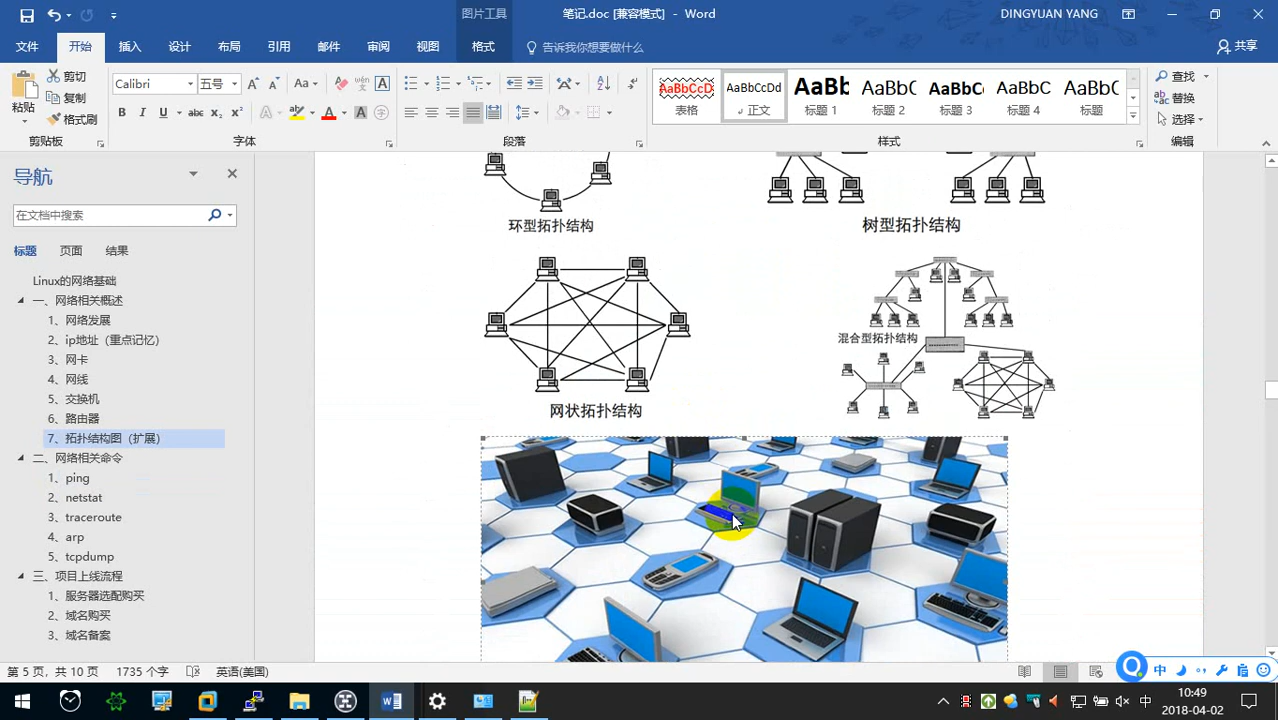 图片工具
笔记.doc [兼容模式] - Word
DINGYUAN YANG
文件 开始 插入 设计 布局 引用 邮件 审阅 视图 格式 告诉我你想要做什么 共享
粘贴 剪切 复制 格式刷
Calibri 五号
AaBbCcD 表格
AaBbCcDd 正文
AaBb 标题 1
AaBbC 标题 2
AaBbC 标题 3
AaBbC 标题 4
AaBbC 标题
查找 替换 选择
剪贴板 字体 段落 样式 编辑
导航
在文档中搜索
标题 页面 结果
Linux的网络基础
一、网络相关概述
1、网络发展
2、ip地址（重点记忆）
3、网卡
4、网线
5、交换机
6、路由器
7、拓扑结构图（扩展）
二、网络相关命令
1、ping
2、netstat
3、traceroute
4、arp
5、tcpdump
三、项目上线流程
1、服务器选配购买
2、域名购买
3、域名备案
环型拓扑结构 树型拓扑结构
混合型拓扑结构
网状拓扑结构
第 5 页，共 10 页 1735 个字 英语(美国)
中
中 10:49
2018-04-02